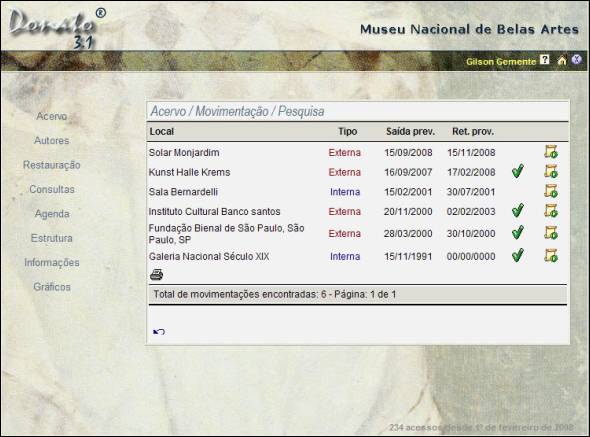 Donato ®
3.1
Museu Nacional de Belas Artes
Gilson Gemente ? X
Acervo
Autores
Restauração
Consultas
Agenda
Estrutura
Informações
Gráficos
Acervo / Movimentação / Pesquisa
Local Tipo Saída prev. Ret. prov.
Solar Monjardim Externa 15/09/2008 15/11/2008
Kunst Halle Krems Externa 16/09/2007 17/02/2008
Sala Bernardelli Interna 15/02/2001 30/07/2001
Instituto Cultural Banco santos Externa 20/11/2000 02/02/2003
Fundação Bienal de São Paulo, São
Paulo, SP Externa 28/03/2000 30/10/2000
Galeria Nacional Século XIX Interna 15/11/1991 00/00/0000
Total de movimentações encontradas: 6 - Página: 1 de 1
234 acessos desde 1º de fevereiro de 2008